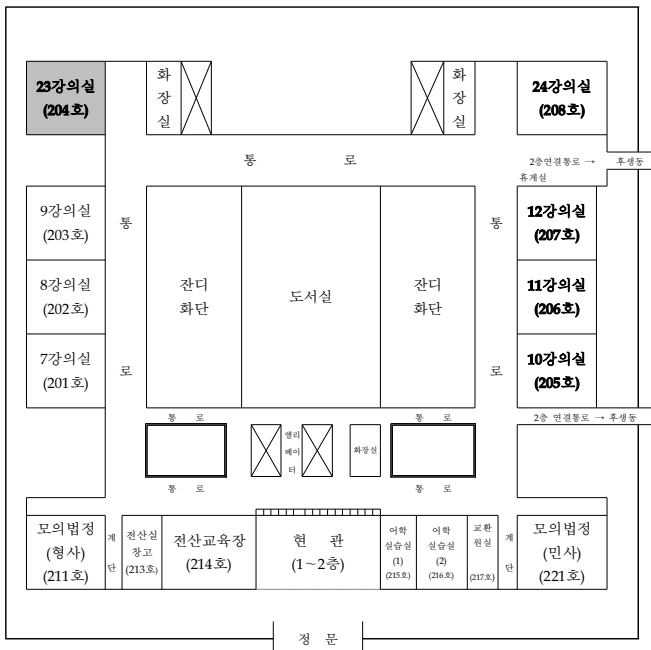 23강의실
(204호)
화
장
실
화
장
실
24강의실
(208호)
통 로
2층연결통로 → 후생동
휴게실
9강의실
(203호)
통
로
8강의실
(202호)
7강의실
(201호)
잔디
화단
도서실
잔디
화단
통
로
12강의실
(207호)
11강의실
(206호)
10강의실
(205호)
통 로
통 로
2층 연결통로 → 후생동
엘리
베이
터
화장실
통 로
통 로
모의법정
(형사)
(211호)
계
단
전산실
창고
(213호)
전산교육장
(214호)
현 관
(1~2층)
어학
실습실
(1)
(215호)
어학
실습실
(2)
(216호)
교환
원실
(217호)
계
단
모의법정
(민사)
(221호)
정 문